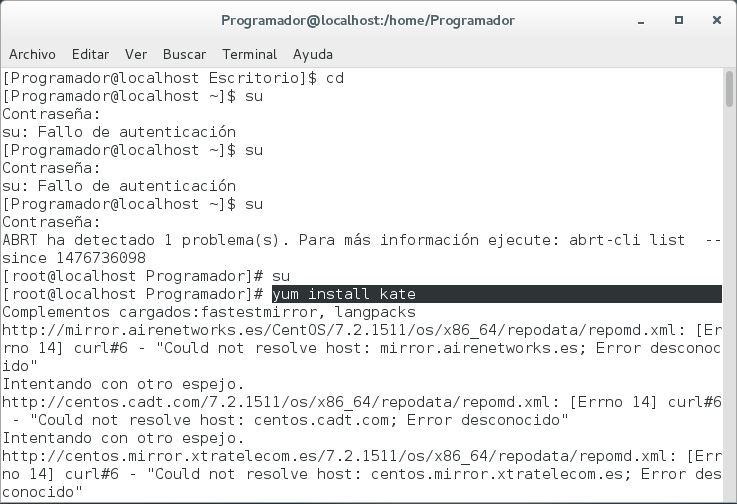 Programador@localhost:/home/Programador
Archivo Editar Ver Buscar Terminal Ayuda
[Programador@localhost Escritorio]$ cd
[Programador@localhost ~]$ su
Contraseña:
su: Fallo de autenticación
[Programador@localhost ~]$ su
Contraseña:
su: Fallo de autenticación
[Programador@localhost ~]$ su
Contraseña:
ABRT ha detectado 1 problema(s). Para más información ejecute: abrt-cli list  --
since 1476736098
[root@localhost Programador]# su
[root@localhost Programador]# yum install kate
Complementos cargados:fastestmirror, langpacks
http://mirror.airenetworks.es/CentOS/7.2.1511/os/x86_64/repodata/repomd.xml: [Er
rno 14] curl#6 - "Could not resolve host: mirror.airenetworks.es; Error desconoc
ido"
Intentando con otro espejo.
http://centos.cadt.com/7.2.1511/os/x86_64/repodata/repomd.xml: [Errno 14] curl#6
 - "Could not resolve host: centos.cadt.com; Error desconocido"
Intentando con otro espejo.
http://centos.mirror.xtratelecom.es/7.2.1511/os/x86_64/repodata/repomd.xml: [Err
no 14] curl#6 - "Could not resolve host: centos.mirror.xtratelecom.es; Error des
conocido"